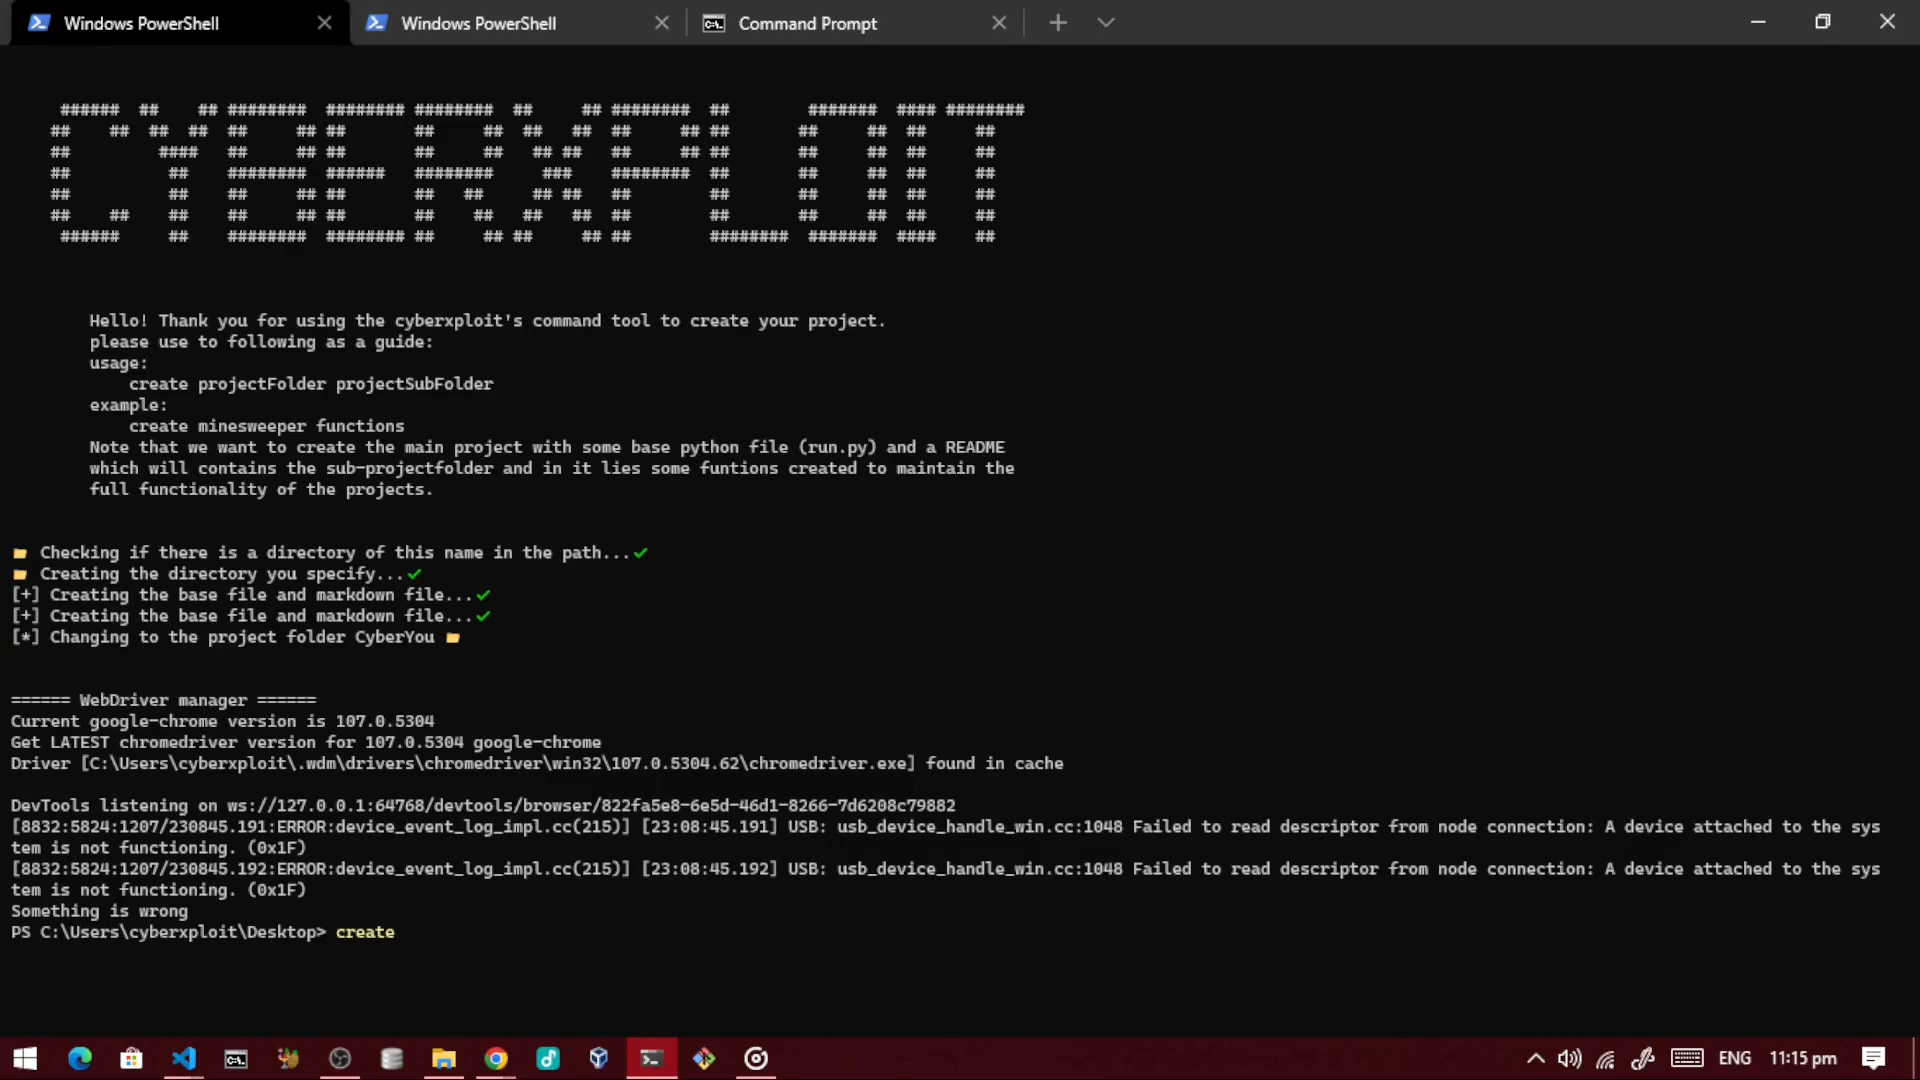 Windows PowerShell
Windows PowerShell
Command Prompt
CYBERXPLOIT
Hello! Thank you for using the cyberxploit's command tool to create your project.
please use to following as a guide:
usage:
create projectFolder projectSubFolder
example:
create minesweeper functions
Note that we want to create the main project with some base python file (run.py) and a README
which will contains the sub-projectfolder and in it lies some funtions created to maintain the
full functionality of the projects.
Checking if there is a directory of this name in the path...✓
Creating the directory you specify...✓
[+] Creating the base file and markdown file...✓
[+] Creating the base file and markdown file...✓
[*] Changing to the project folder CyberYou
====== WebDriver manager ======
Current google-chrome version is 107.0.5304
Get LATEST chromedriver version for 107.0.5304 google-chrome
Driver [C:\Users\cyberxploit\.wdm\drivers\chromedriver\win32\107.0.5304.62\chromedriver.exe] found in cache
DevTools listening on ws://127.0.0.1:64768/devtools/browser/822fa5e8-6e5d-46d1-8266-7d6208c79882
[8832:5824:1207/230845.191:ERROR:device_event_log_impl.cc(215)] [23:08:45.191] USB: usb_device_handle_win.cc:1048 Failed to read descriptor from node connection: A device attached to the sys
tem is not functioning. (0x1F)
[8832:5824:1207/230845.192:ERROR:device_event_log_impl.cc(215)] [23:08:45.192] USB: usb_device_handle_win.cc:1048 Failed to read descriptor from node connection: A device attached to the sys
tem is not functioning. (0x1F)
Something is wrong
PS C:\Users\cyberxploit\Desktop> create
ENG
11:15 pm